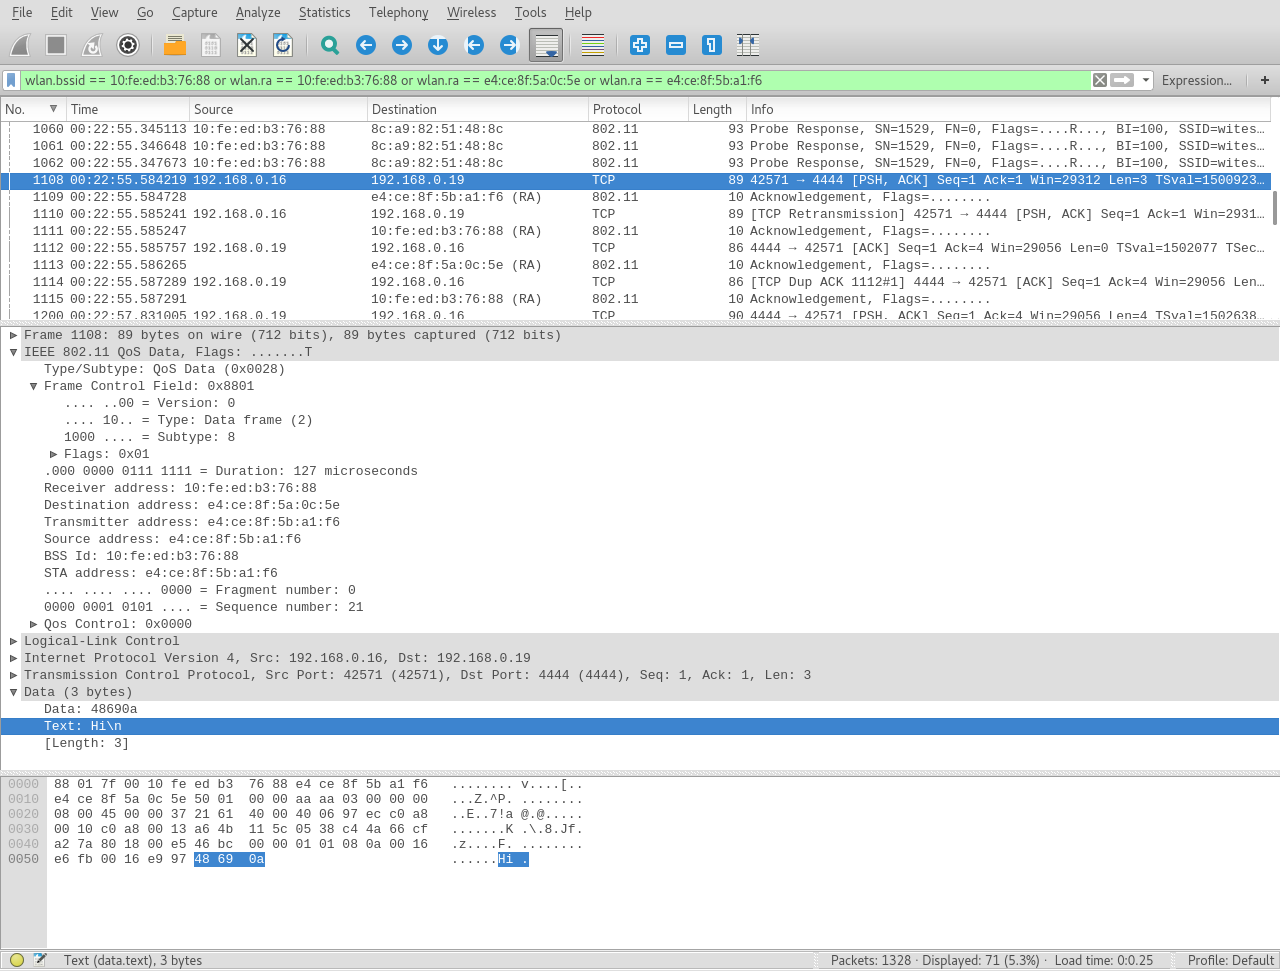 File Edit View Go Capture Analyze Statistics Telephony Wireless Tools Help
wlan.bssid == 10:fe:ed:b3:76:88 or wlan.ra == 10:fe:ed:b3:76:88 or wlan.ra == e4:ce:8f:5a:0c:5e or wlan.ra == e4:ce:8f:5b:a1:f6 Expression... +
No. Time Source Destination Protocol Length Info
1060 00:22:55.345113 10:fe:ed:b3:76:88 8c:a9:82:51:48:8c 802.11 93 Probe Response, SN=1529, FN=0, Flags=....R..., BI=100, SSID=wites…
1061 00:22:55.346648 10:fe:ed:b3:76:88 8c:a9:82:51:48:8c 802.11 93 Probe Response, SN=1529, FN=0, Flags=....R..., BI=100, SSID=wites…
1062 00:22:55.347673 10:fe:ed:b3:76:88 8c:a9:82:51:48:8c 802.11 93 Probe Response, SN=1529, FN=0, Flags=....R..., BI=100, SSID=wites…
1108 00:22:55.584219 192.168.0.16 192.168.0.19 TCP 89 42571 → 4444 [PSH, ACK] Seq=1 Ack=1 Win=29312 Len=3 TSval=1500923…
1109 00:22:55.584728 e4:ce:8f:5b:a1:f6 (RA) 802.11 10 Acknowledgement, Flags=........
1110 00:22:55.585241 192.168.0.16 192.168.0.19 TCP 89 [TCP Retransmission] 42571 → 4444 [PSH, ACK] Seq=1 Ack=1 Win=2931…
1111 00:22:55.585247 10:fe:ed:b3:76:88 (RA) 802.11 10 Acknowledgement, Flags=........
1112 00:22:55.585757 192.168.0.19 192.168.0.16 TCP 86 4444 → 42571 [ACK] Seq=1 Ack=4 Win=29056 Len=0 TSval=1502077 TSec…
1113 00:22:55.586265 e4:ce:8f:5a:0c:5e (RA) 802.11 10 Acknowledgement, Flags=........
1114 00:22:55.587289 192.168.0.19 192.168.0.16 TCP 86 [TCP Dup ACK 1112#1] 4444 → 42571 [ACK] Seq=1 Ack=4 Win=29056 Len…
1115 00:22:55.587291 10:fe:ed:b3:76:88 (RA) 802.11 10 Acknowledgement, Flags=........
1200 00:22:57.831005 192.168.0.19 192.168.0.16 TCP 90 4444 → 42571 [PSH, ACK] Seq=1 Ack=4 Win=29056 Len=4 TSval=1502638…
Frame 1108: 89 bytes on wire (712 bits), 89 bytes captured (712 bits)
IEEE 802.11 QoS Data, Flags: .......T
Type/Subtype: QoS Data (0x0028)
Frame Control Field: 0x8801
.... ..00 = Version: 0
.... 10.. = Type: Data frame (2)
1000 .... = Subtype: 8
Flags: 0x01
.000 0000 0111 1111 = Duration: 127 microseconds
Receiver address: 10:fe:ed:b3:76:88
Destination address: e4:ce:8f:5a:0c:5e
Transmitter address: e4:ce:8f:5b:a1:f6
Source address: e4:ce:8f:5b:a1:f6
BSS Id: 10:fe:ed:b3:76:88
STA address: e4:ce:8f:5b:a1:f6
.... .... .... 0000 = Fragment number: 0
0000 0001 0101 .... = Sequence number: 21
Qos Control: 0x0000
Logical-Link Control
Internet Protocol Version 4, Src: 192.168.0.16, Dst: 192.168.0.19
Transmission Control Protocol, Src Port: 42571 (42571), Dst Port: 4444 (4444), Seq: 1, Ack: 1, Len: 3
Data (3 bytes)
Data: 48690a
Text: Hi\n
[Length: 3]
0000 88 01 7f 00 10 fe ed b3 76 88 e4 ce 8f 5b a1 f6 ........ v....[..
0010 e4 ce 8f 5a 0c 5e 50 01 00 00 aa aa 03 00 00 00 ...Z.^P. ........
0020 08 00 45 00 00 37 21 61 40 00 40 06 97 ec c0 a8 ..E..7!a @.@.....
0030 00 10 c0 a8 00 13 a6 4b 11 5c 05 38 c4 4a 66 cf .......K .\.8.Jf.
0040 a2 7a 80 18 00 e5 46 bc 00 00 01 01 08 0a 00 16 .z....F. ........
0050 e6 fb 00 16 e9 97 48 69 0a ......Hi .
Text (data.text), 3 bytes Packets: 1328 · Displayed: 71 (5.3%) · Load time: 0:0.25 Profile: Default